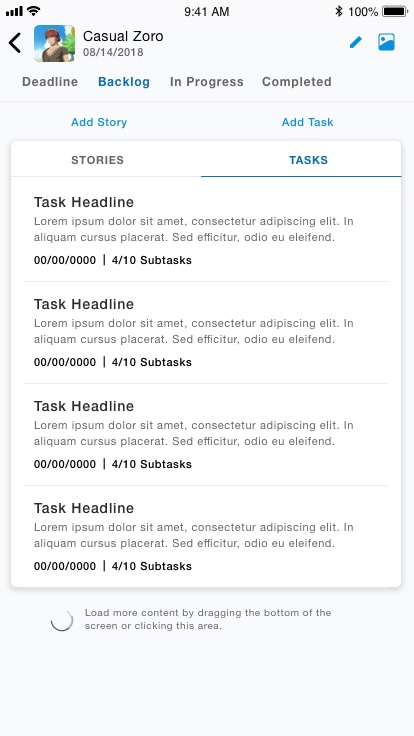 9:41 AM 100%
Casual Zoro
08/14/2018
Deadline Backlog In Progress Completed
Add Story Add Task
STORIES TASKS
Task Headline
Lorem ipsum dolor sit amet, consectetur adipiscing elit. In
aliquam cursus placerat. Sed efficitur, odio eu eleifend.
00/00/0000 | 4/10 Subtasks
Task Headline
Lorem ipsum dolor sit amet, consectetur adipiscing elit. In
aliquam cursus placerat. Sed efficitur, odio eu eleifend.
00/00/0000 | 4/10 Subtasks
Task Headline
Lorem ipsum dolor sit amet, consectetur adipiscing elit. In
aliquam cursus placerat. Sed efficitur, odio eu eleifend.
00/00/0000 | 4/10 Subtasks
Task Headline
Lorem ipsum dolor sit amet, consectetur adipiscing elit. In
aliquam cursus placerat. Sed efficitur, odio eu eleifend.
00/00/0000 | 4/10 Subtasks
Load more content by dragging the bottom of the
screen or clicking this area.